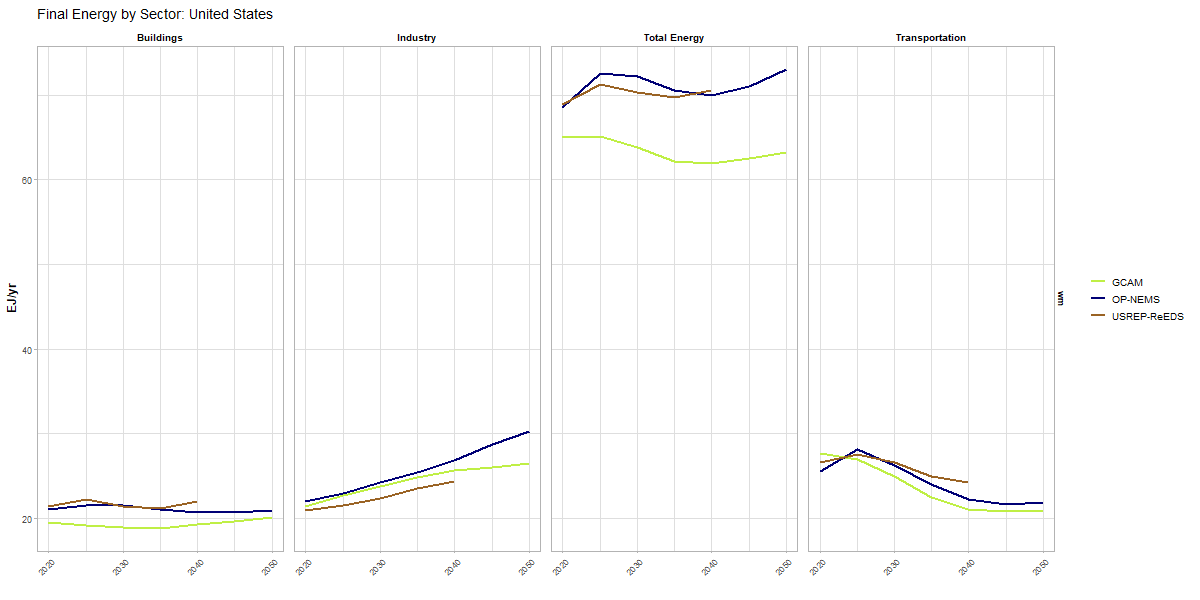 Final Energy by Sector: United States
Buildings
Industry
Total Energy
Transportation
60
40
20
EJ/yr
wm
GCAM
OP-NEMS
USREP-ReEDS
2020
2030
2040
2050
2020
2030
2040
2050
2020
2030
2040
2050
2020
2030
2040
2050